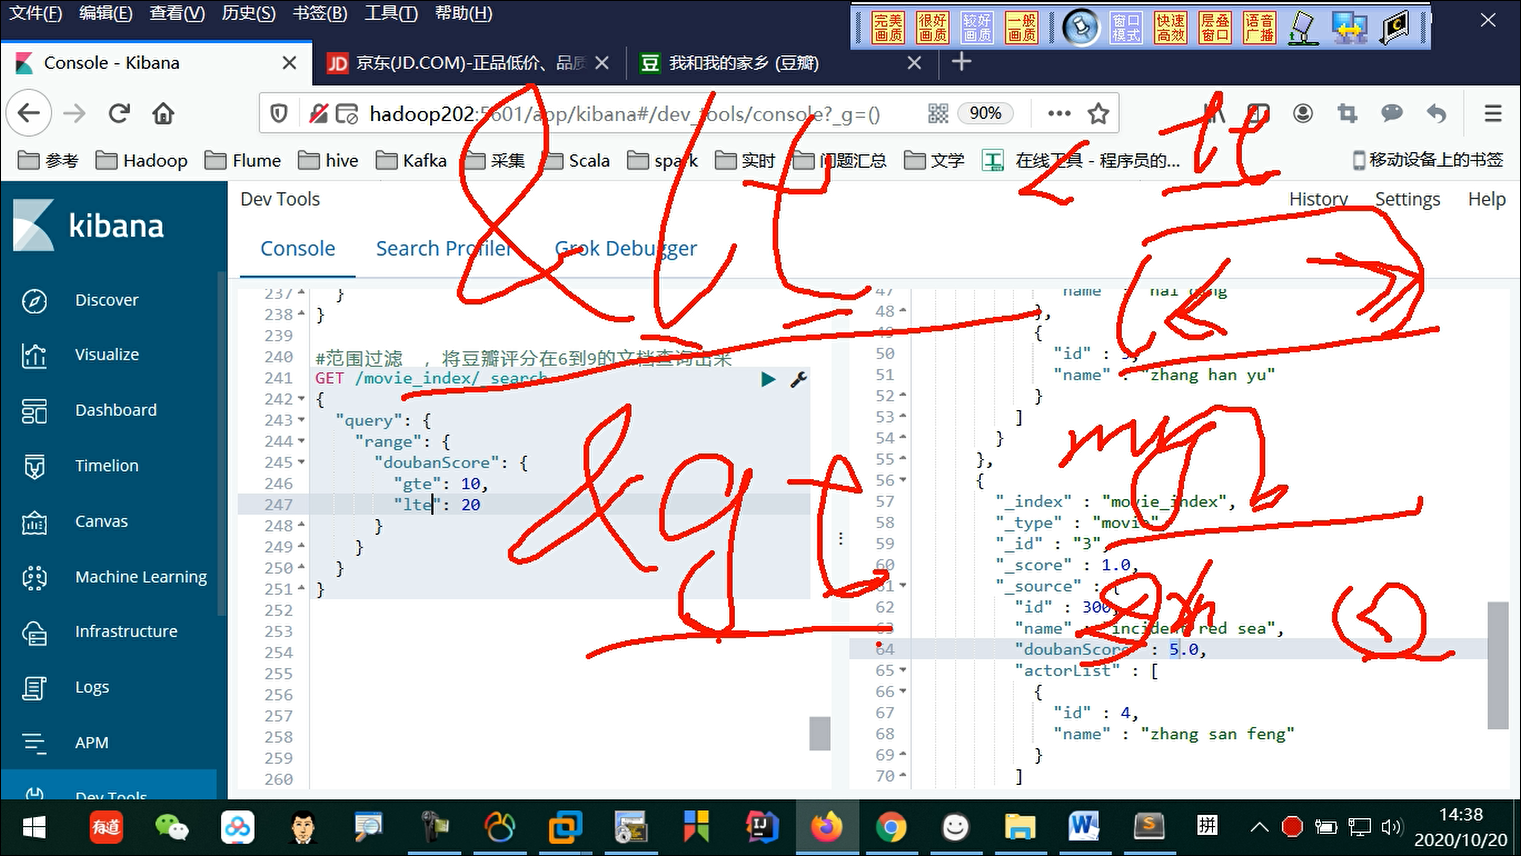 文件(F) 编辑(E) 查看(V) 历史(S) 书签(B) 工具(T) 帮助(H)
完美画质 很好画质 较好画质 一般画质 窗口模式 快速高效 层叠窗口 语音广播
Console - Kibana
JD 京东(JD.COM)-正品低价、品质
豆 我和我的家乡 (豆瓣)
hadoop202:5601/app/kibana#/dev_tools/console?_g=()
90%
参考 Hadoop Flume hive Kafka 采集 Scala spark 实时 问题汇总 文学 工 在线工具 - 程序员的... 移动设备上的书签
kibana
Discover
Visualize
Dashboard
Timelion
Canvas
Machine Learning
Infrastructure
Logs
APM
Dev Tools
Dev Tools
History Settings Help
Console Search Profiler Grok Debugger
237 }
238 }
239
240 #范围过滤 ，将豆瓣评分在6到9的文档查询出来
241 GET /movie_index/_search
242 {
243 "query": {
244 "range": {
245 "doubanScore": {
246 "gte": 10,
247 "lte": 20
248 }
249 }
250 }
251 }
252
253
254
255
256
257
258
259
260
47 "name" : "hai qing"
48 },
49 {
50 "id" : 3,
51 "name" : "zhang han yu"
52 }
53 ]
54 }
55 },
56 {
57 "_index" : "movie_index",
58 "_type" : "movie",
59 "_id" : "3",
60 "_score" : 1.0,
61 "_source" : {
62 "id" : 300,
63 "name" : "incident red sea",
64 "doubanScore" : 5.0,
65 "actorList" : [
66 {
67 "id" : 4,
68 "name" : "zhang san feng"
69 }
70 ]
&lt
< lt
&gt
有道
IJ
W
S
拼
14:38
2020/10/20